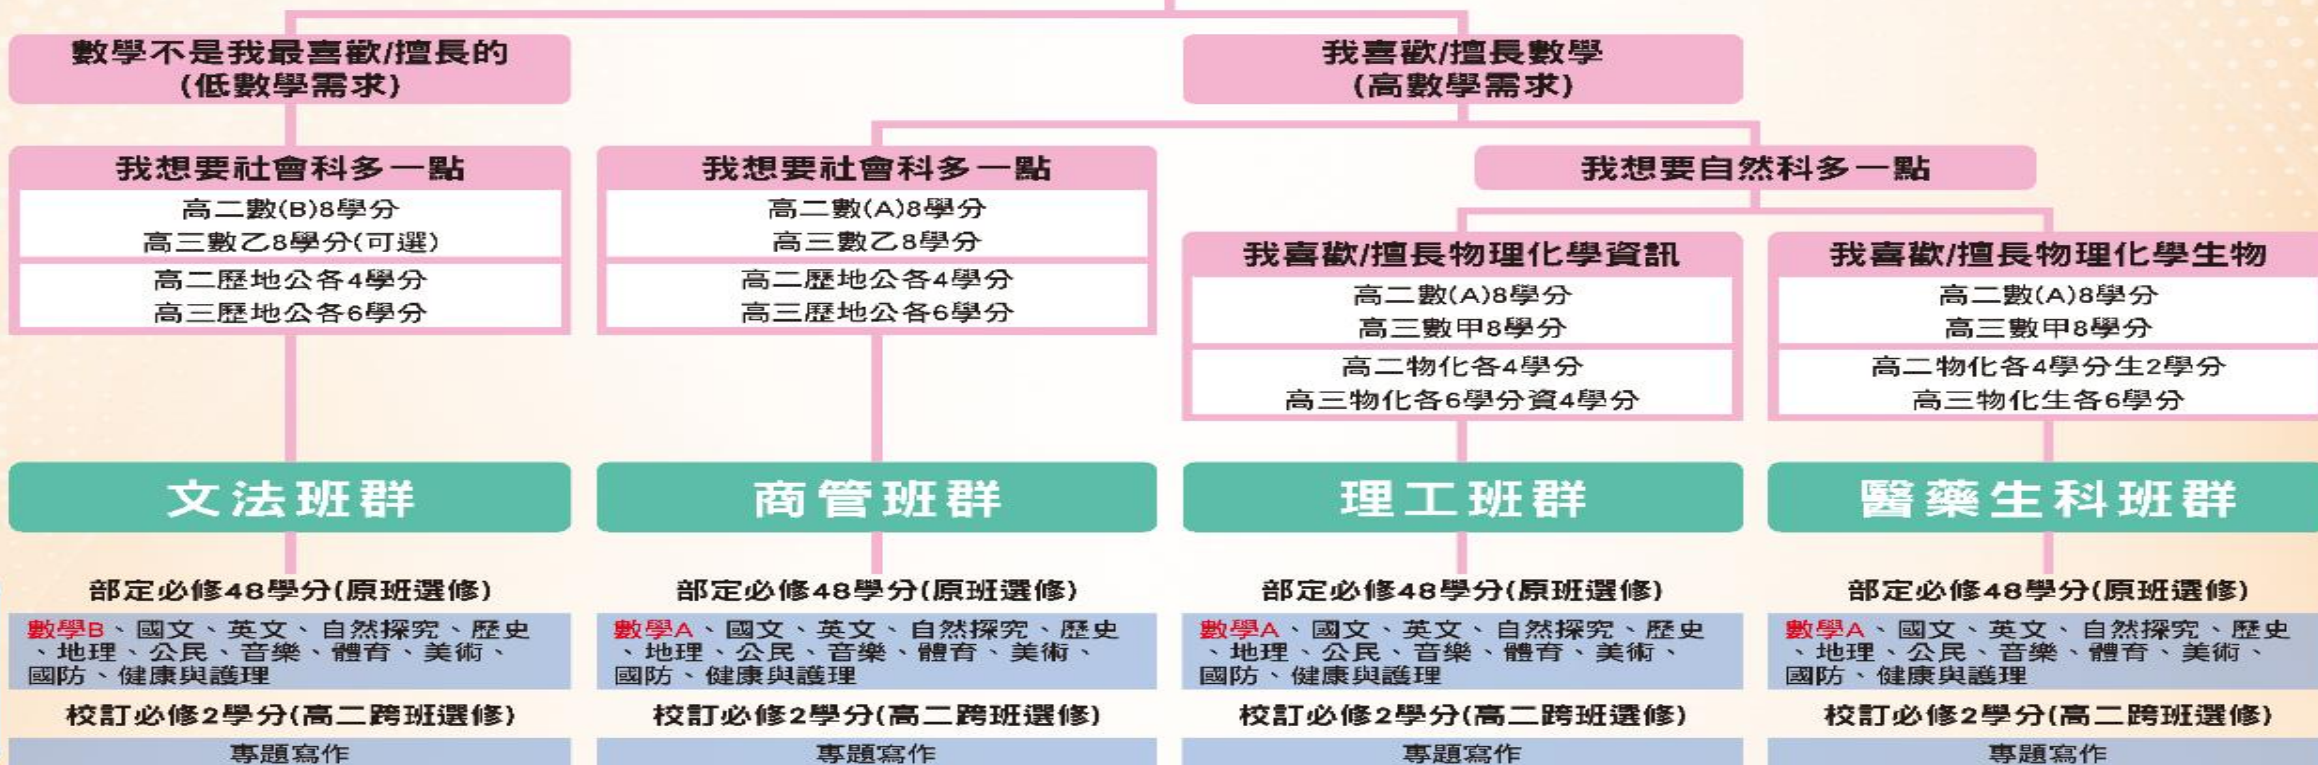 數學不是我最喜歡/擅長的
(低數學需求)
我喜歡/擅長數學
(高數學需求)
我想要社會科多一點
高二數(B)8學分
高三數乙8學分(可選)
高二歷地公各4學分
高三歷地公各6學分
我想要社會科多一點
高二數(A)8學分
高三數乙8學分
高二歷地公各4學分
高三歷地公各6學分
我想要自然科多一點
我喜歡/擅長物理化學資訊
高二數(A)8學分
高三數甲8學分
高二物化各4學分
高三物化各6學分資4學分
我喜歡/擅長物理化學生物
高二數(A)8學分
高三數甲8學分
高二物化各4學分生2學分
高三物化生各6學分
文法班群
商管班群
理工班群
醫藥生科班群
部定必修48學分(原班選修)
數學B、國文、英文、自然探究、歷史
、地理、公民、音樂、體育、美術、
國防、健康與護理
校訂必修2學分(高二跨班選修)
專題寫作
部定必修48學分(原班選修)
數學A、國文、英文、自然探究、歷史
、地理、公民、音樂、體育、美術、
國防、健康與護理
校訂必修2學分(高二跨班選修)
專題寫作
部定必修48學分(原班選修)
數學A、國文、英文、自然探究、歷史
、地理、公民、音樂、體育、美術、
國防、健康與護理
校訂必修2學分(高二跨班選修)
專題寫作
部定必修48學分(原班選修)
數學A、國文、英文、自然探究、歷史
、地理、公民、音樂、體育、美術、
國防、健康與護理
校訂必修2學分(高二跨班選修)
專題寫作